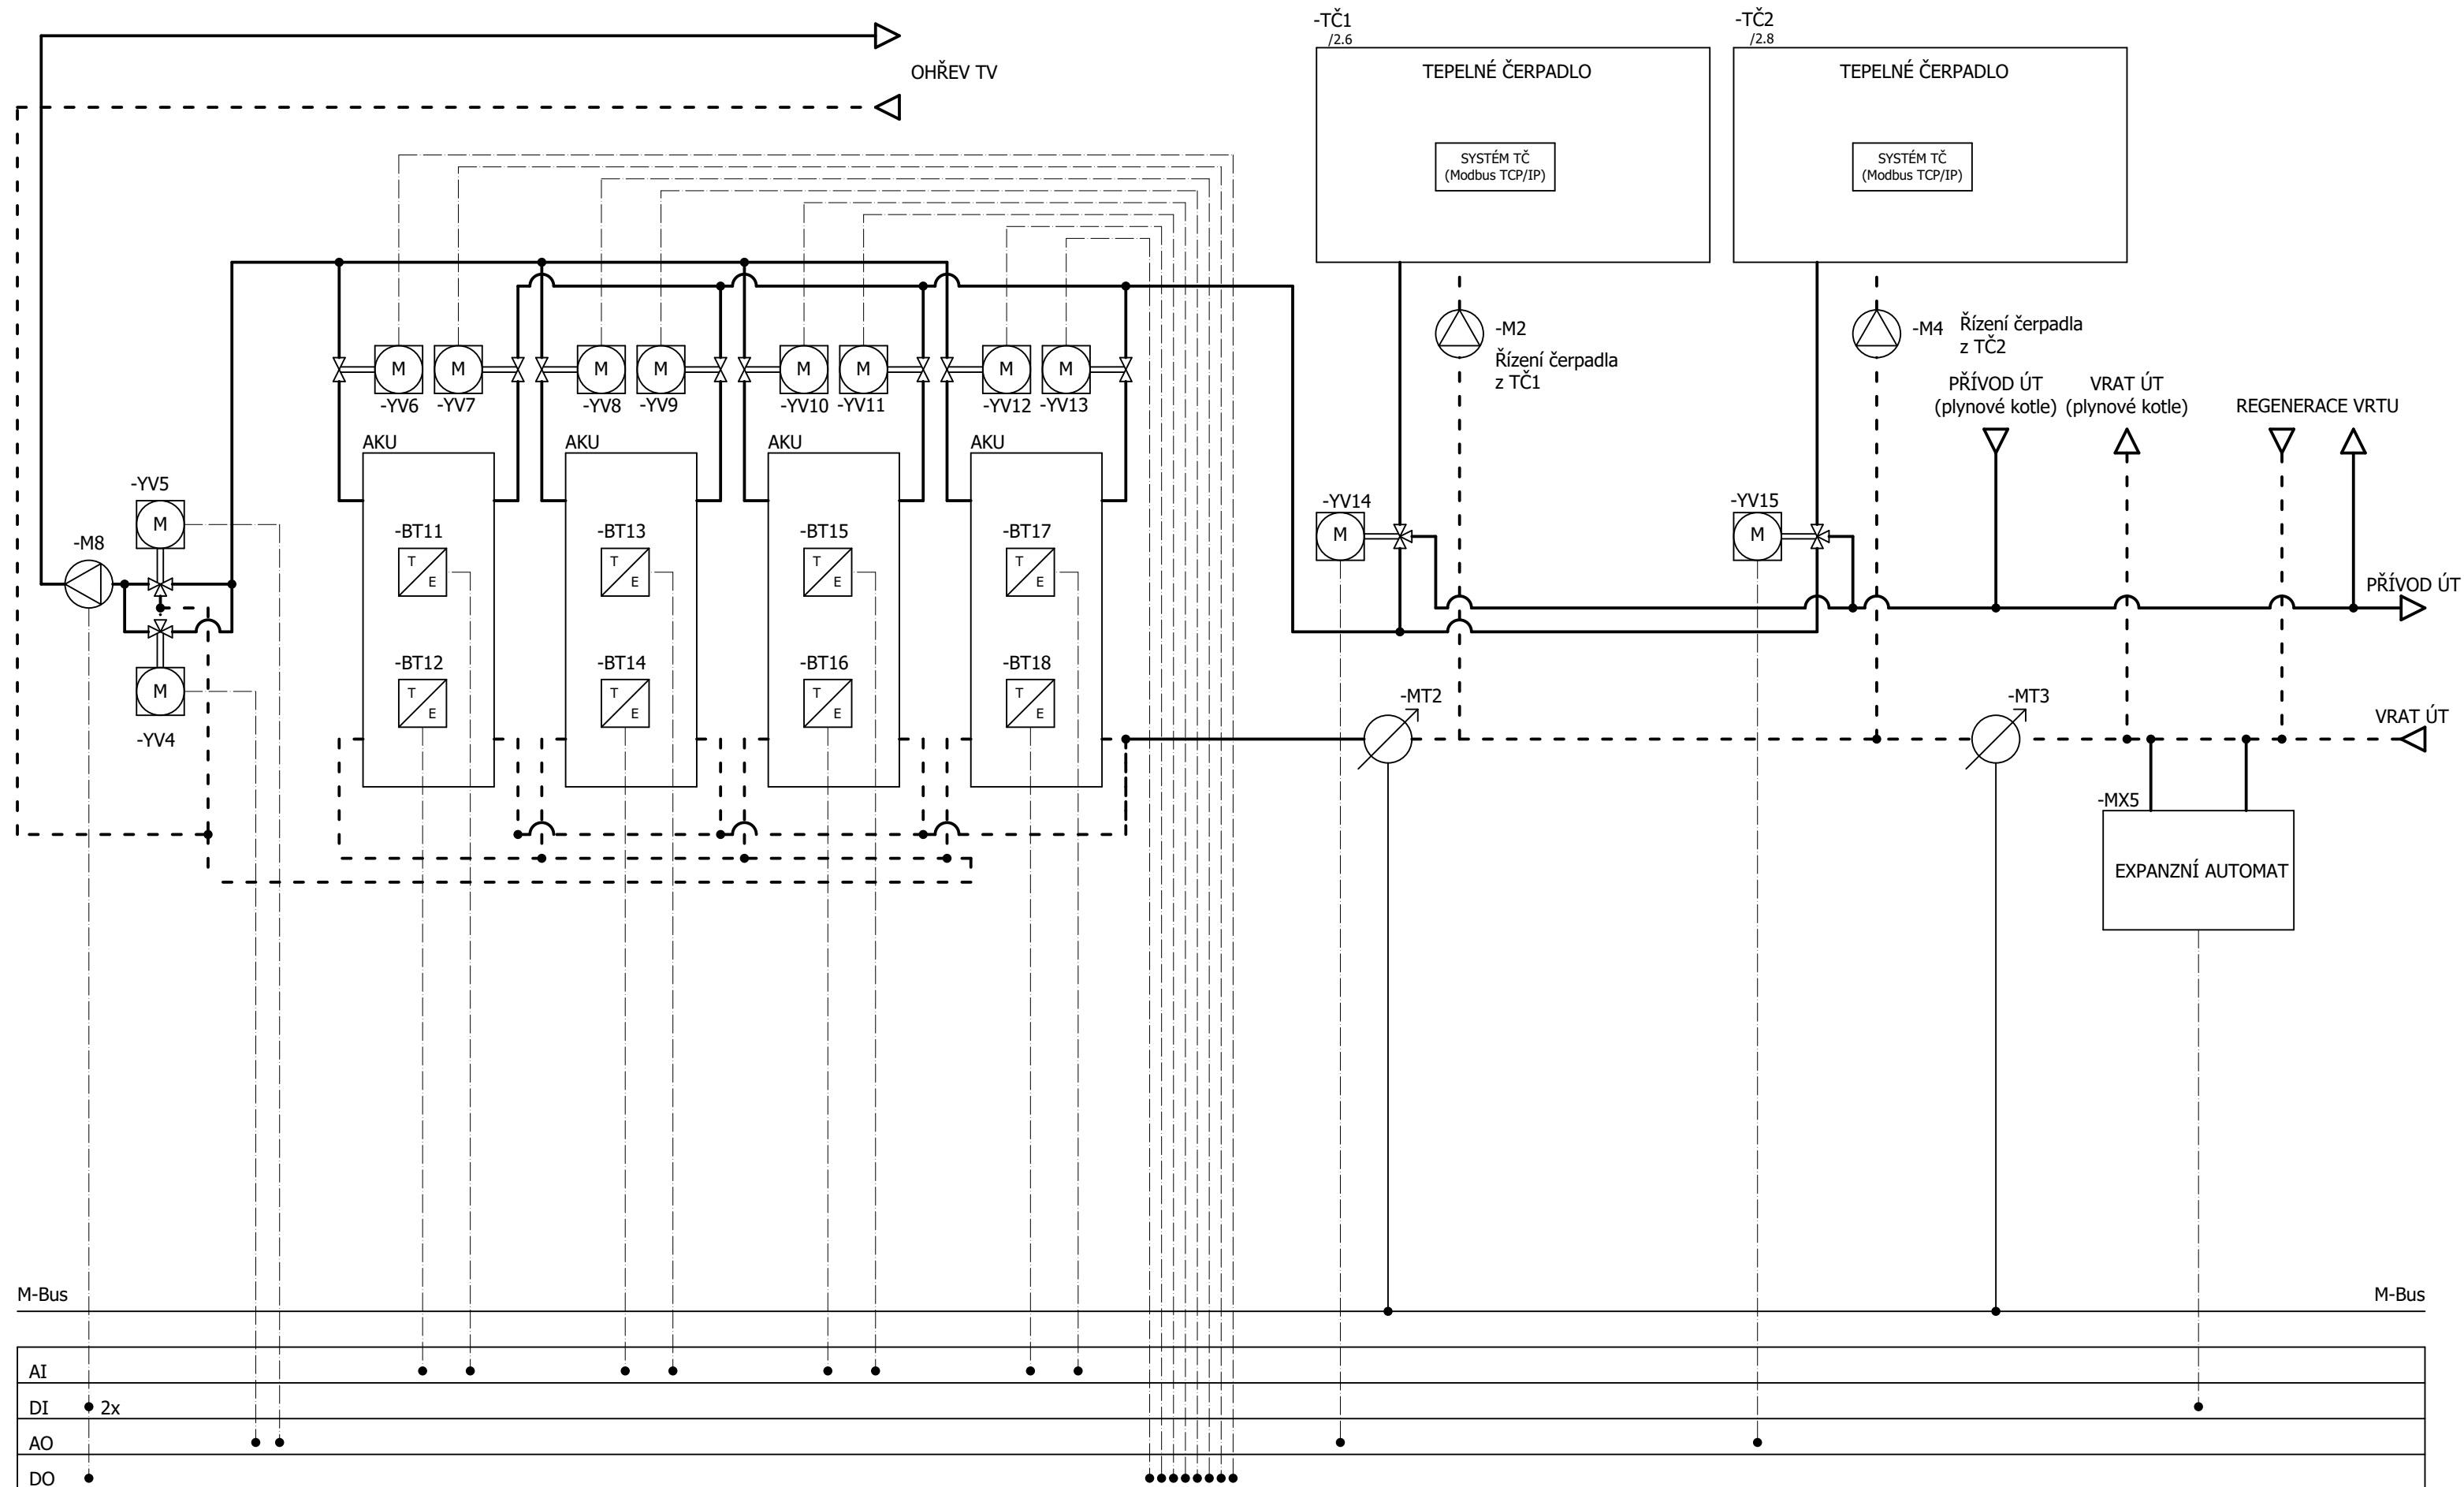 -TČ1
/2.6
-TČ2
/2.8
OHŘEV TV
TEPELNÉ ČERPADLO
TEPELNÉ ČERPADLO
SYSTÉM TČ
(Modbus TCP/IP)
SYSTÉM TČ
(Modbus TCP/IP)
-M2
Řízení čerpadla
z TČ1
-M4
Řízení čerpadla
z TČ2
M
M
M
M
M
M
M
M
-YV6
-YV7
-YV8
-YV9
-YV10
-YV11
-YV12
-YV13
PŘÍVOD ÚT
(plynové kotle)
VRAT ÚT
(plynové kotle)
REGENERACE VRTU
AKU
AKU
AKU
AKU
-YV5
M
-M8
-BT11
T
E
-BT13
T
E
-BT15
T
E
-BT17
T
E
-YV14
M
-YV15
M
PŘÍVOD ÚT
M
-YV4
-BT12
T
E
-BT14
T
E
-BT16
T
E
-BT18
T
E
-MT2
-MT3
VRAT ÚT
-MX5
EXPANZNÍ AUTOMAT
M-Bus
M-Bus
AI
DI
2x
AO
DO